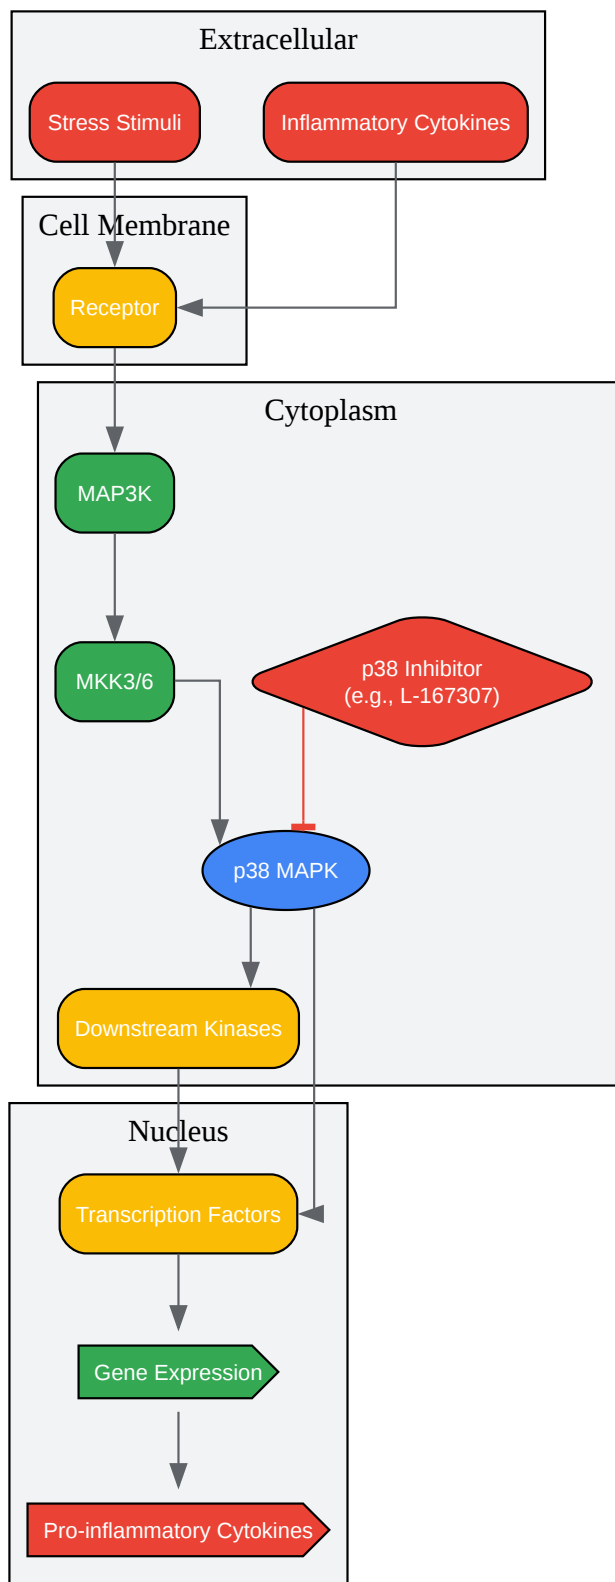 Extracellular
Stress Stimuli
Inflammatory Cytokines
Cell Membrane
Receptor
Cytoplasm
MAP3K
MKK3/6
p38 Inhibitor
(e.g., L-167307)
p38 MAPK
Downstream Kinases
Nucleus
Transcription Factors
Gene Expression
Pro-inflammatory Cytokines